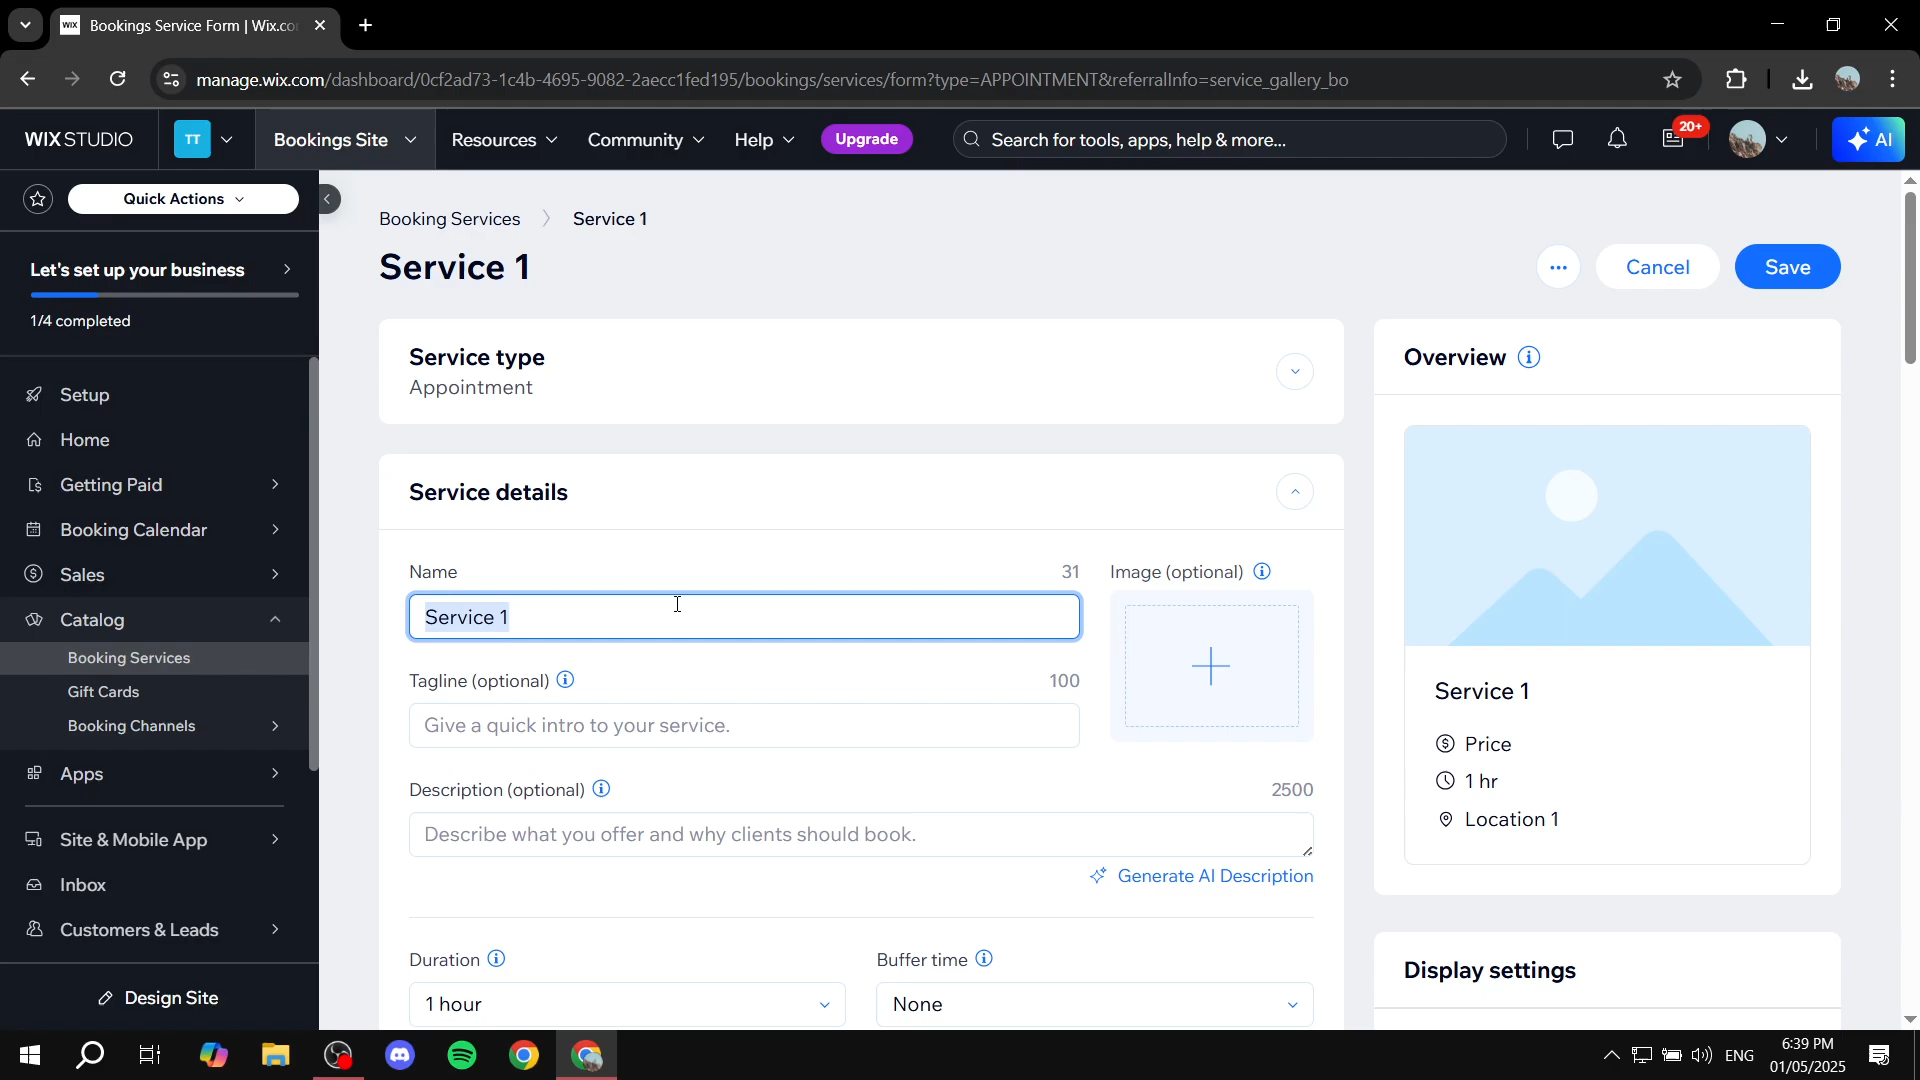 WIX
Bookings Service Form | Wix.co
manage.wix.com/dashboard/0cf2ad73-1c4b-4695-9082-2aecc1fed195/bookings/services/form?type=APPOINTMENT&referralInfo=service_gallery_bo
WIX STUDIO
TT
Bookings Site
Resources
Community
Help
Upgrade
Search for tools, apps, help & more...
20+
AI
Quick Actions
Let's set up your business
1/4 completed
Setup
Home
Getting Paid
Booking Calendar
Sales
Catalog
Booking Services
Gift Cards
Booking Channels
Apps
Site & Mobile App
Inbox
Customers & Leads
Design Site
Booking Services
Service 1
Service 1
Cancel
Save
Service type
Appointment
Service details
Name
31
Service 1
Image (optional)
Tagline (optional)
100
Give a quick intro to your service.
Description (optional)
2500
Describe what you offer and why clients should book.
Generate AI Description
Duration
1 hour
Buffer time
None
Overview
Service 1
Price
1 hr
Location 1
Display settings
ENG
6:39 PM
01/05/2025